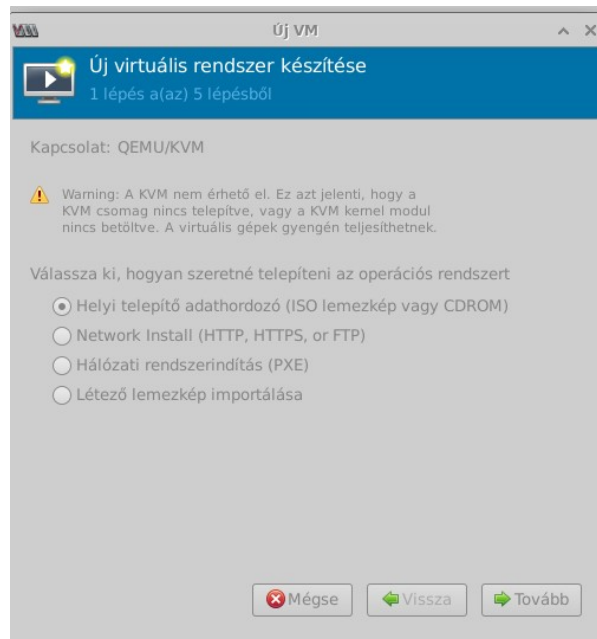 Új VM
Új virtuális rendszer készítése
1 lépés a(az) 5 lépésből
Kapcsolat: QEMU/KVM
Warning: A KVM nem érhető el. Ez azt jelenti, hogy a
KVM csomag nincs telepítve, vagy a KVM kernel modul
nincs betöltve. A virtuális gépek gyengén teljesíthetnek.
Válassza ki, hogyan szeretné telepíteni az operációs rendszert
Helyi telepítő adathordozó (ISO lemezkép vagy CDROM)
Network Install (HTTP, HTTPS, or FTP)
Hálózati rendszerindítás (PXE)
Létező lemezkép importálása
Mégse Vissza Tovább